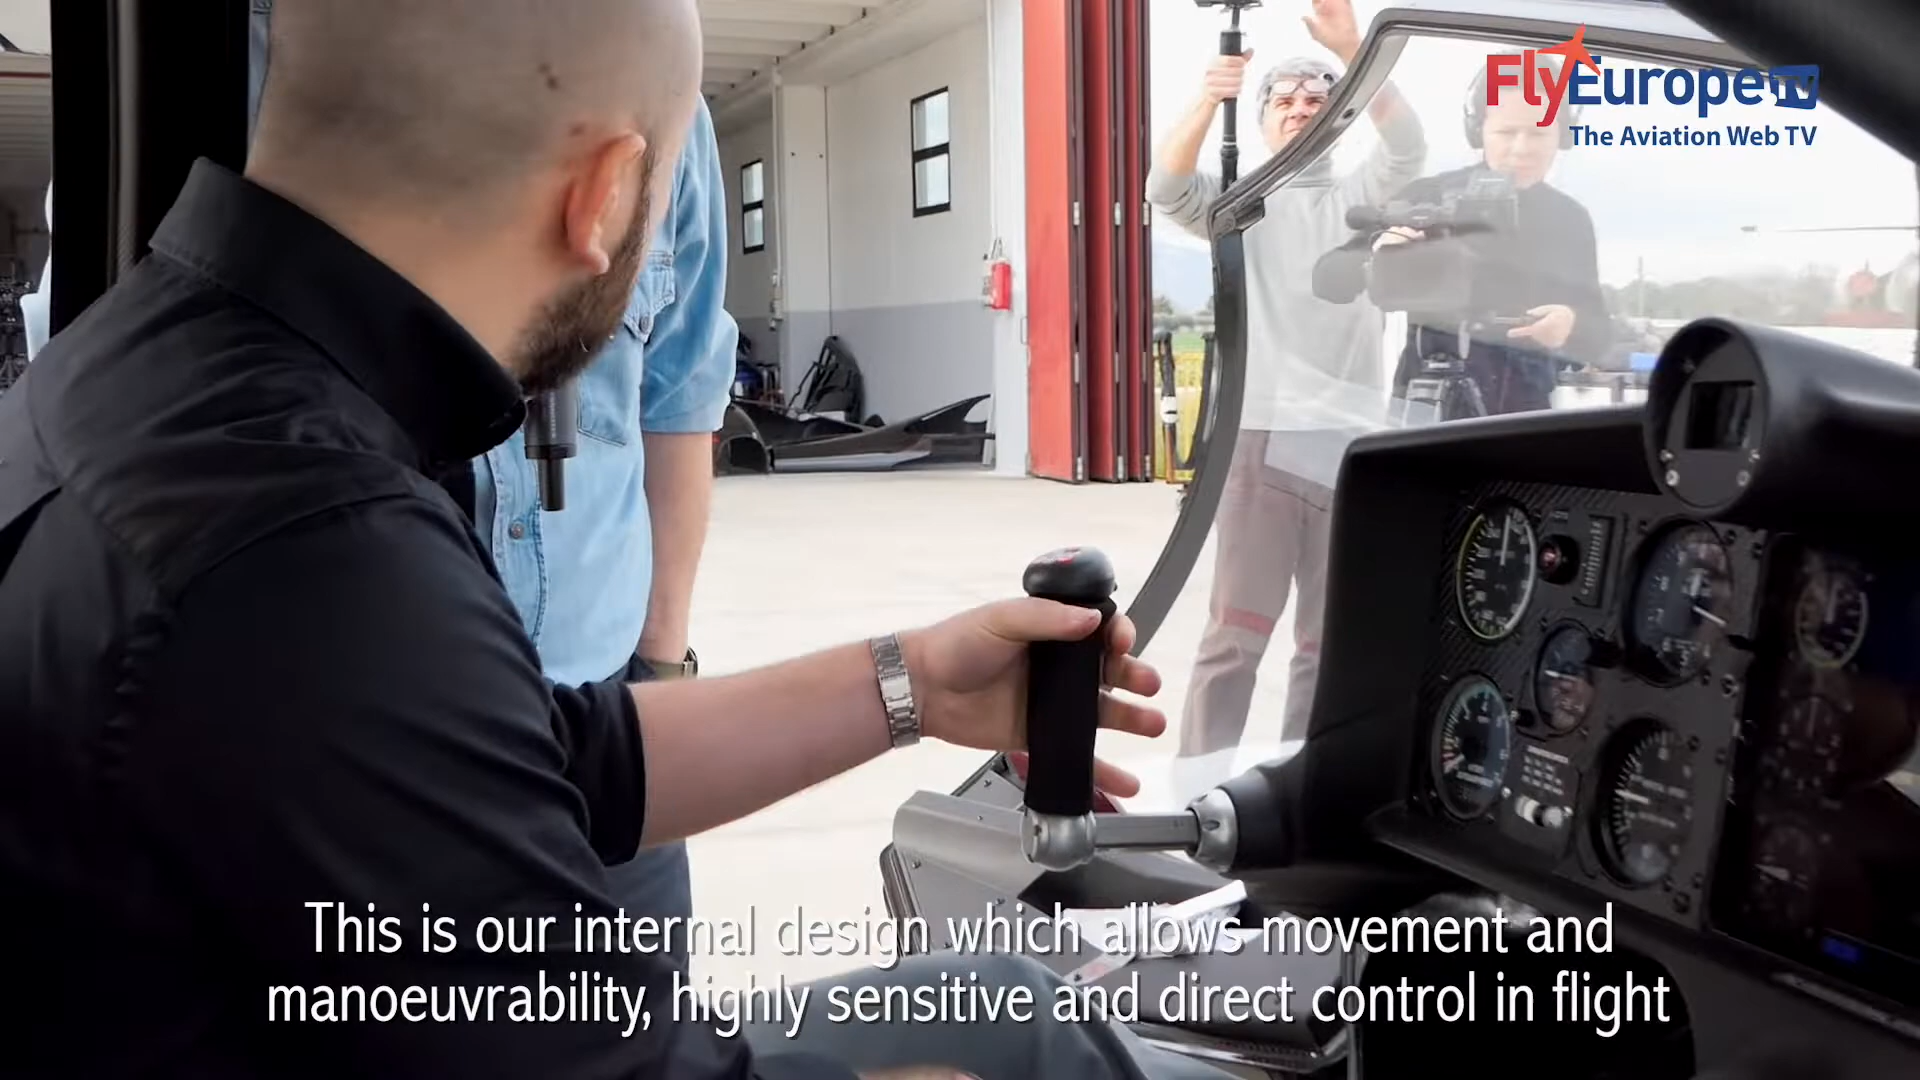 FlyEurope TV
The Aviation Web TV
This is our internal design which allows movement and
manoeuvrability, highly sensitive and direct control in flight